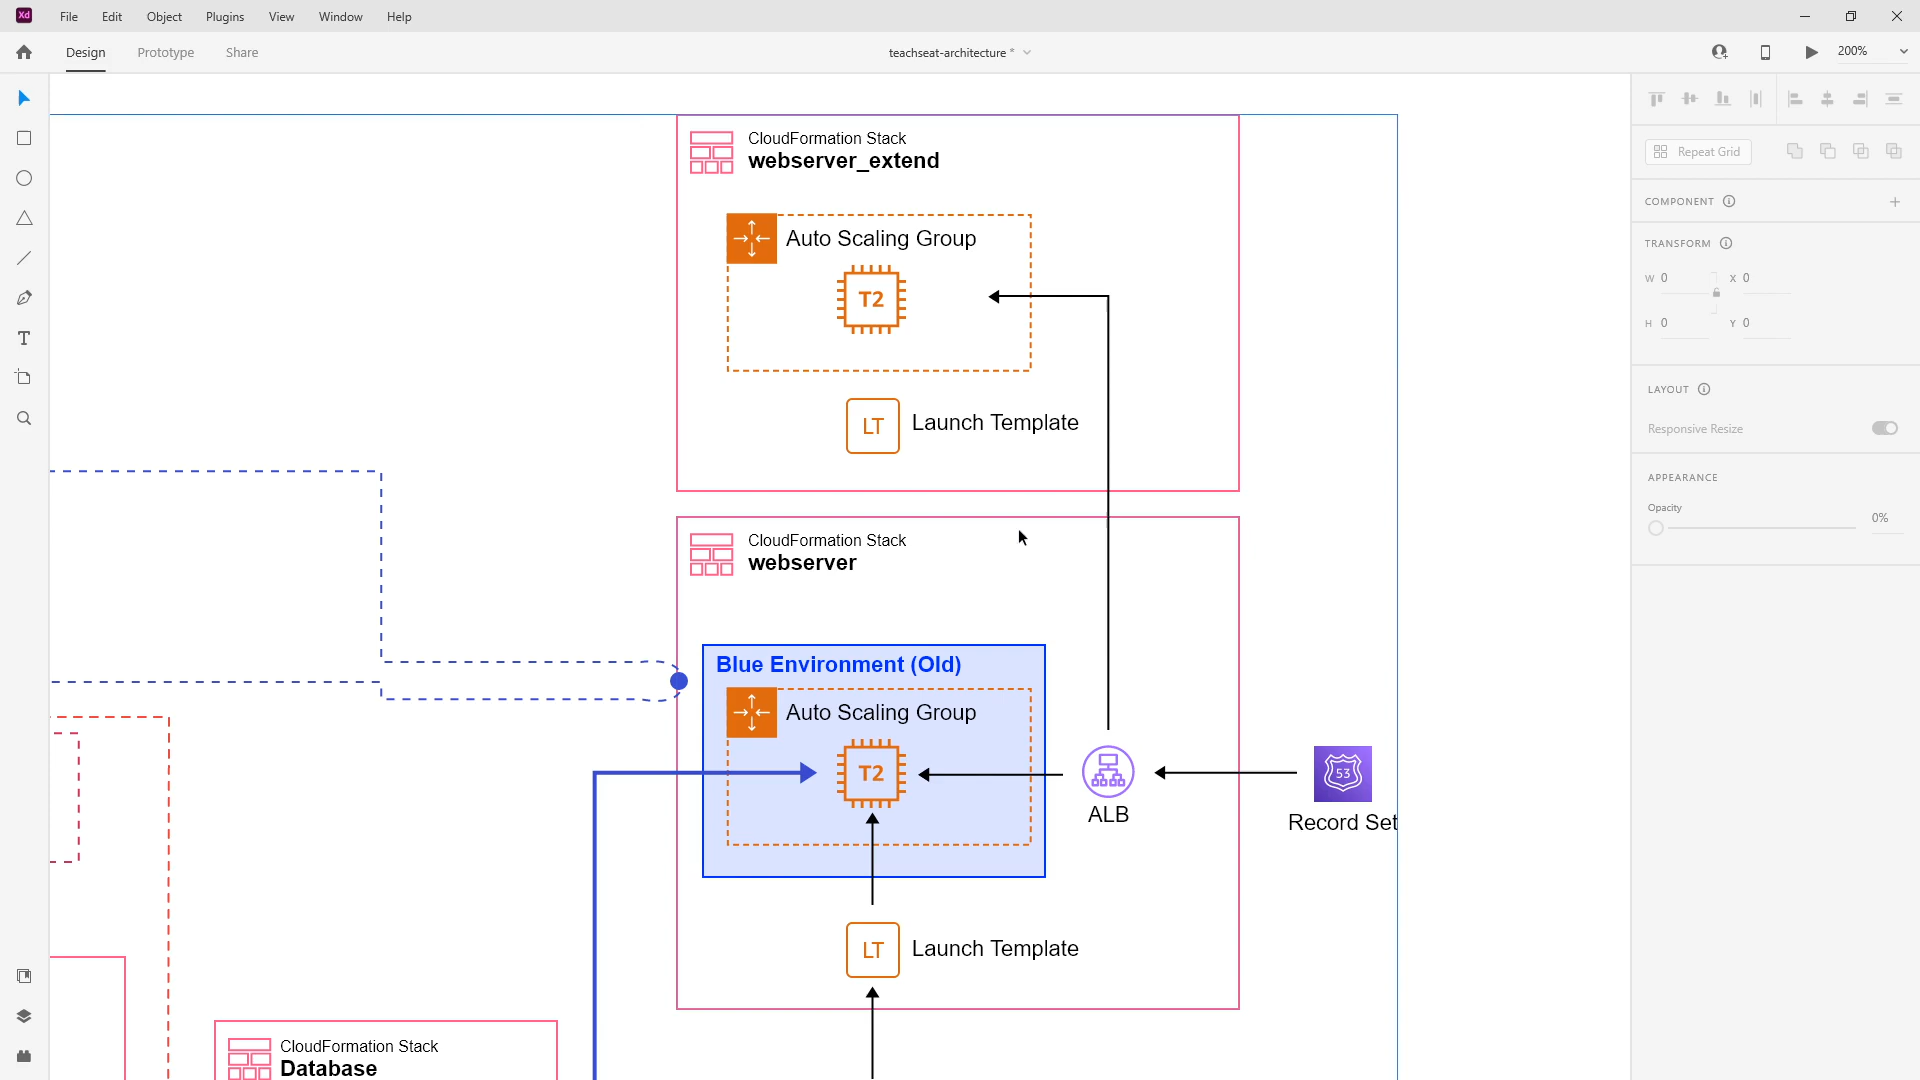 Xd File Edit Object Plugins View Window Help
Design Prototype Share teachseat-architecture * 200%
CloudFormation Stack
webserver_extend
Auto Scaling Group
T2
LT Launch Template
CloudFormation Stack
webserver
Blue Environment (Old)
Auto Scaling Group
T2
ALB
53
Record Set
LT Launch Template
CloudFormation Stack
Database
Repeat Grid
COMPONENT
TRANSFORM
W 0 X 0
H 0 Y 0
LAYOUT
Responsive Resize
APPEARANCE
Opacity
0%